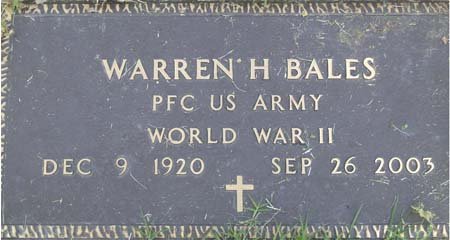 WARREN H BALES
PFC US ARMY
WORLD WAR II
DEC 9 1920 SEP 26 2003